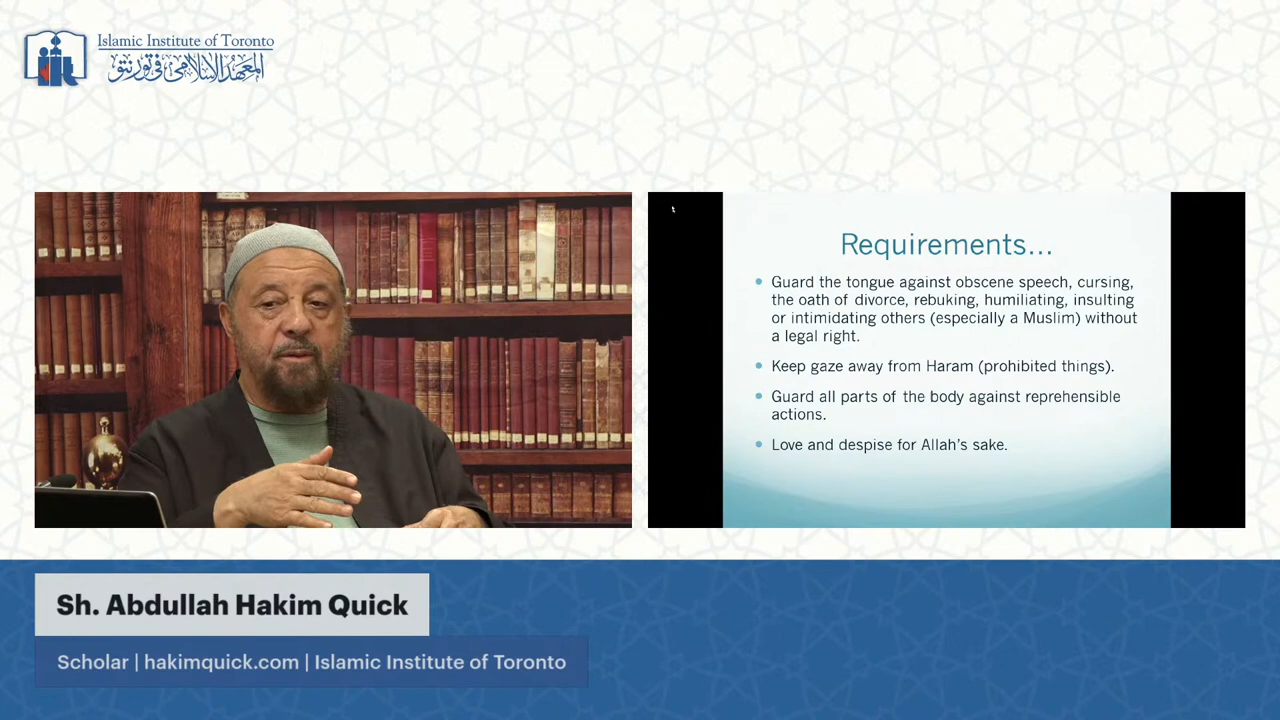 Islamic Institute of Toronto
المعهد الإسلامي في تورنتو
Requirements...
Guard the tongue against obscene speech, cursing,
the oath of divorce, rebuking, humiliating, insulting
or intimidating others (especially a Muslim) without
a legal right.
Keep gaze away from Haram (prohibited things).
Guard all parts of the body against reprehensible
actions.
Love and despise for Allah's sake.
Sh. Abdullah Hakim Quick
Scholar | hakimquick.com | Islamic Institute of Toronto